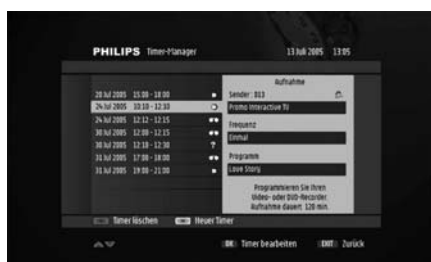 PHILIPS Timer-Manager
13 Juli 2005 13:05
Aufnahme
20 Jul 2005 15:00 - 18:00
Sender : 013
24 Jul 2005 10:10 - 12:10
Promo Interactive TV
24 Jul 2005 12:12 - 12:15
Frequenz
30 Jul 2005 12:00 - 12:15
Einmal
30 Jul 2005 12:10 - 12:30
?
31 Jul 2005 17:30 - 18:00
Programm
31 Jul 2005 19:00 - 21:00
Love Story
Programmieren Sie Ihren
Video- oder DVD-Recorder
Aufnahme dauert 120 min.
Timer löschen
Neuer Timer
OK Timer bearbeiten
EXIT Zurück